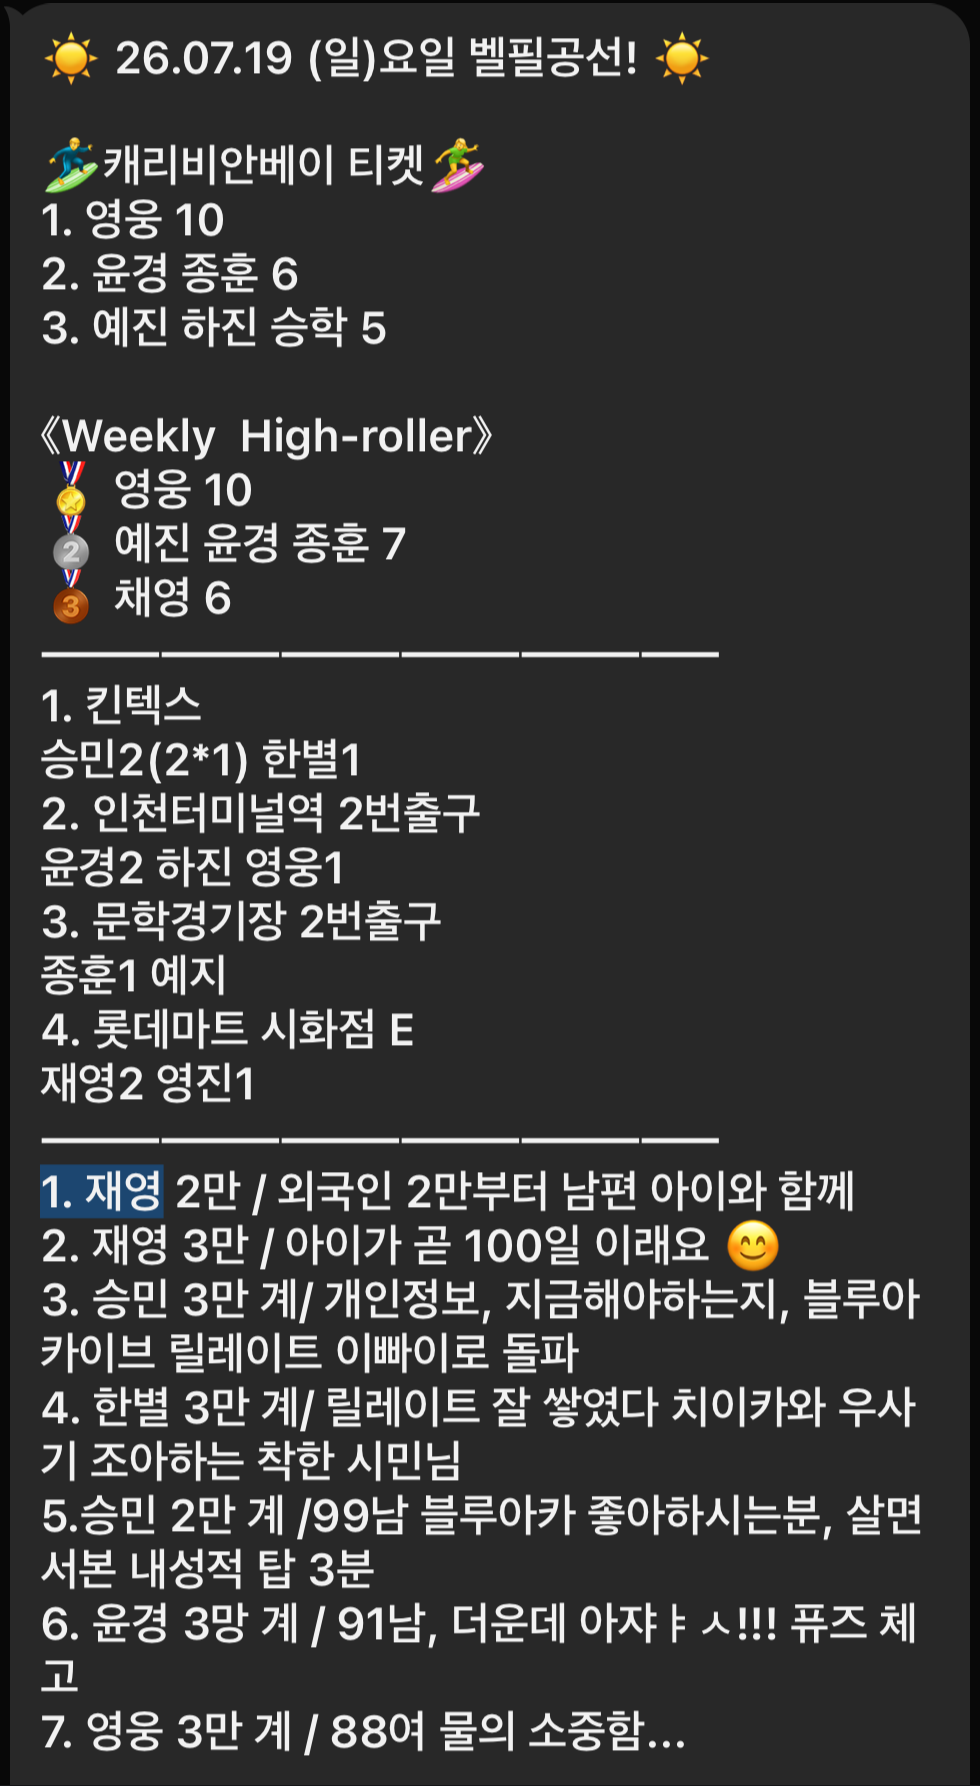 ☀️ 26.07.19 (일)요일 벨필공선! ☀️
🏄‍♂️캐리비안베이 티켓🏄‍♀️
1. 영웅 10
2. 윤경 종훈 6
3. 예진 하진 승학 5
《Weekly  High-roller》
🥇 영웅 10
🥈 예진 윤경 종훈 7
🥉 채영 6
——————
1. 킨텍스
승민2(2*1) 한별1
2. 인천터미널역 2번출구
윤경2 하진 영웅1
3. 문학경기장 2번출구
종훈1 예지
4. 롯데마트 시화점 E
재영2 영진1
——————
1. 재영 2만 / 외국인 2만부터 남편 아이와 함께
2. 재영 3만 / 아이가 곧 100일 이래요 😊
3. 승민 3만 계/ 개인정보, 지금해야하는지, 블루아
카이브 릴레이트 이빠이로 돌파
4. 한별 3만 계/ 릴레이트 잘 쌓였다 치이카와 우사
기 조아하는 착한 시민님
5.승민 2만 계 /99남 블루아카 좋아하시는분, 살면
서본 내성적 탑 3분
6. 윤경 3망 계 / 91남, 더운데 아쟈ㅑㅅ!!! 퓨즈 체
고
7. 영웅 3만 계 / 88여 물의 소중함...